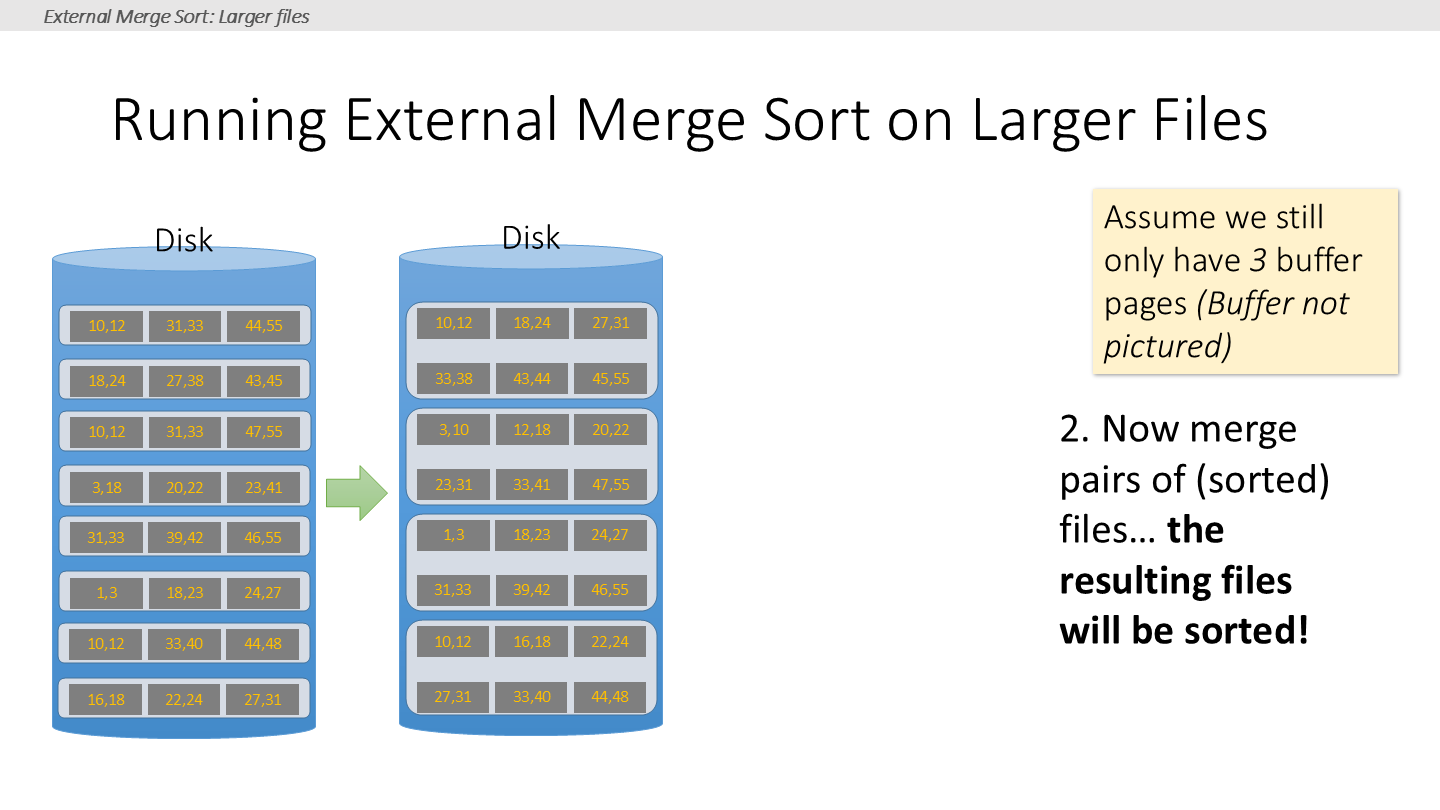 External Merge Sort: Larger files
Running External Merge Sort on Larger Files
Disk
10,12 31,33 44,55
18,24 27,38 43,45
10,12 31,33 47,55
3,18 20,22 23,41
31,33 39,42 46,55
1,3 18,23 24,27
10,12 33,40 44,48
16,18 22,24 27,31
Disk
10,12 18,24 27,31
33,38 43,44 45,55
3,10 12,18 20,22
23,31 33,41 47,55
1,3 18,23 24,27
31,33 39,42 46,55
10,12 16,18 22,24
27,31 33,40 44,48
Assume we still
only have 3 buffer
pages (Buffer not
pictured)
2. Now merge
pairs of (sorted)
files… the
resulting files
will be sorted!